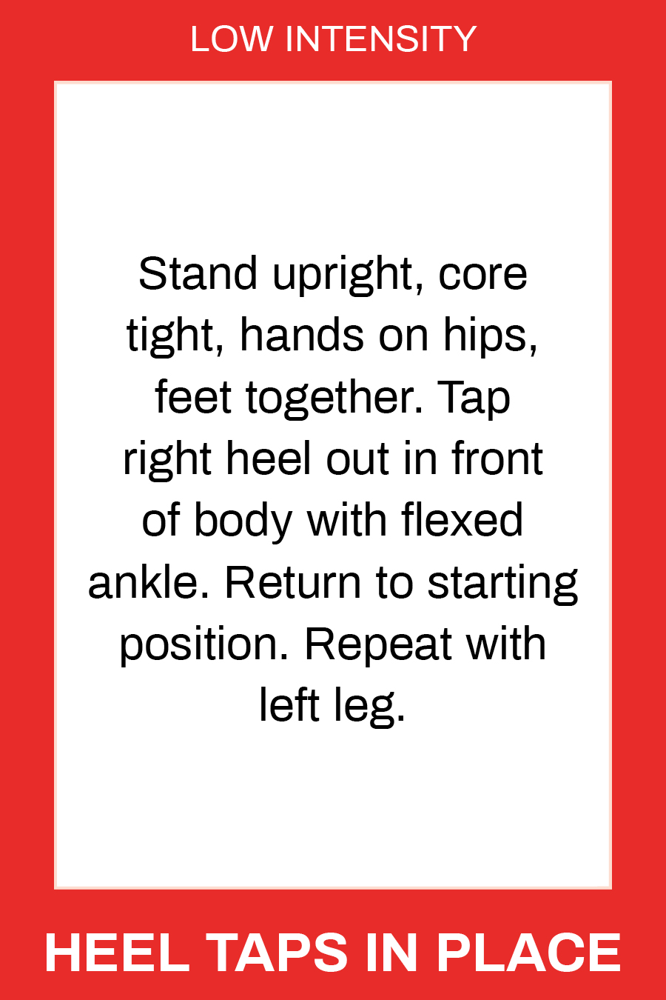 LOW INTENSITY
Stand upright, core
tight, hands on hips,
feet together. Tap
right heel out in front
of body with flexed
ankle. Return to starting
position. Repeat with
left leg.
HEEL TAPS IN PLACE